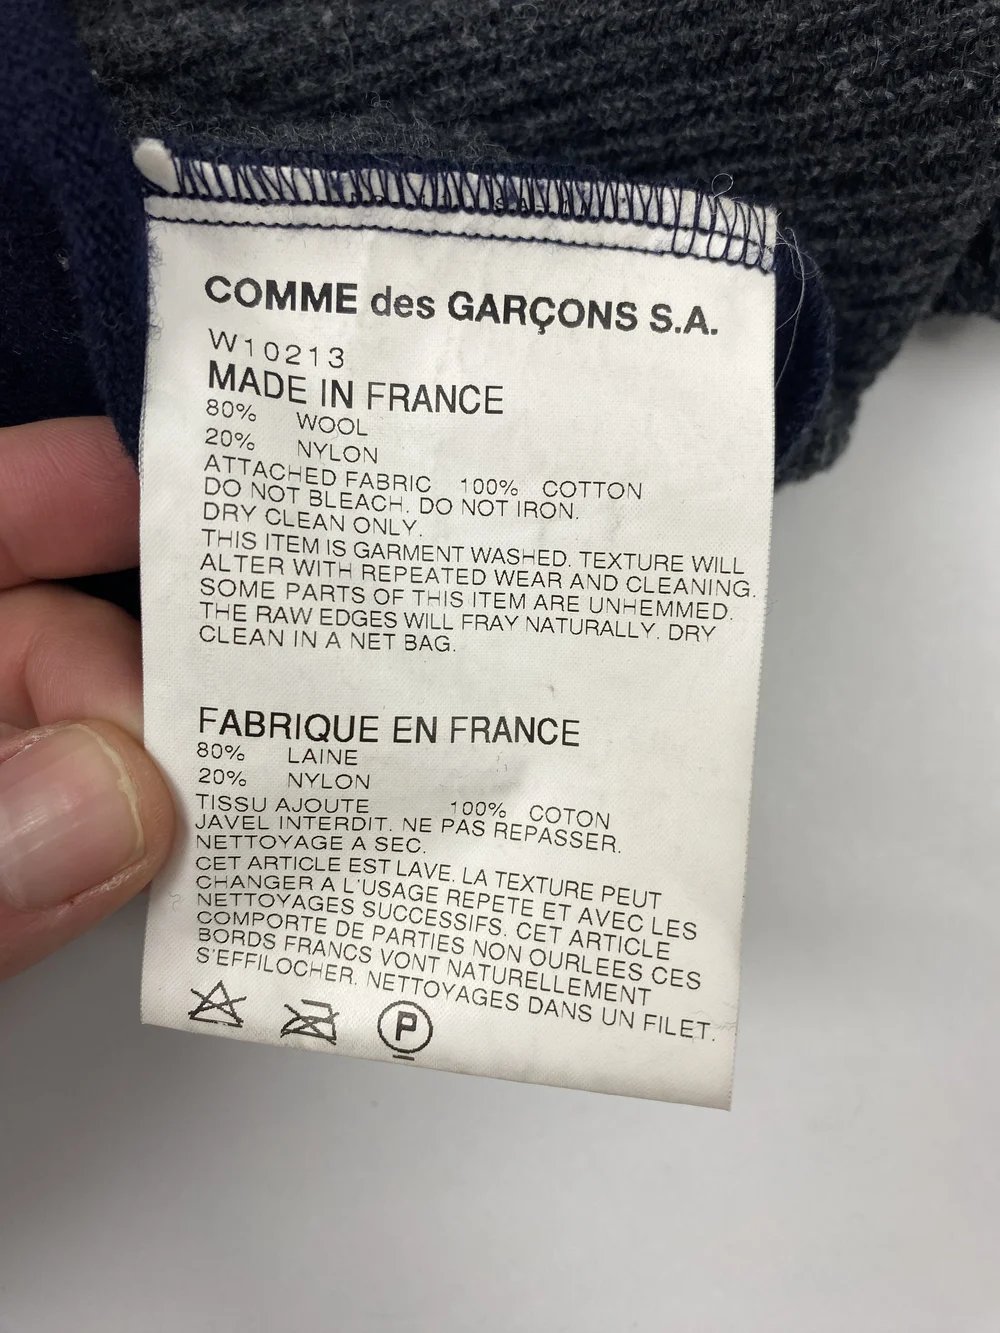 COMME des GARÇONS S.A.
W10213
MADE IN FRANCE
80% WOOL
20% NYLON
ATTACHED FABRIC 100% COTTON
DO NOT BLEACH. DO NOT IRON.
DRY CLEAN ONLY.
THIS ITEM IS GARMENT WASHED. TEXTURE WILL
ALTER WITH REPEATED WEAR AND CLEANING.
SOME PARTS OF THIS ITEM ARE UNHEMMED.
THE RAW EDGES WILL FRAY NATURALLY. DRY
CLEAN IN A NET BAG.
FABRIQUE EN FRANCE
80% LAINE
20% NYLON
TISSU AJOUTE 100% COTON
JAVEL INTERDIT. NE PAS REPASSER.
NETTOYAGE A SEC.
CET ARTICLE EST LAVE. LA TEXTURE PEUT
CHANGER A L'USAGE REPETE ET AVEC LES
NETTOYAGES SUCCESSIFS. CET ARTICLE
COMPORTE DE PARTIES NON OURLEES CES
BORDS FRANCS VONT NATURELLEMENT
S'EFFILOCHER. NETTOYAGES DANS UN FILET.
P